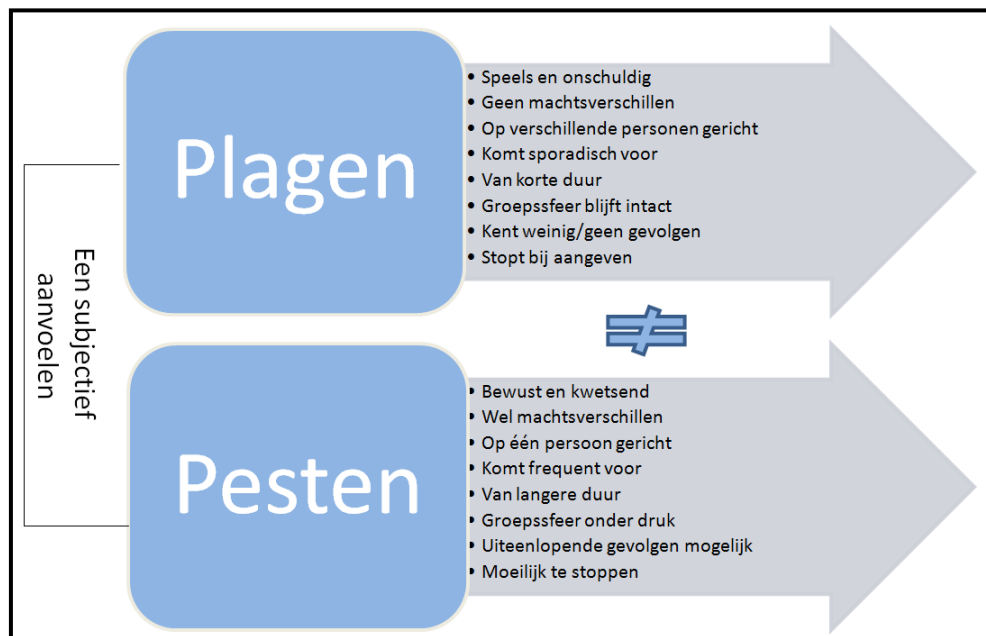 Een subjectief
aanvoelen
Plagen
• Speels en onschuldig
• Geen machtsverschillen
• Op verschillende personen gericht
• Komt sporadisch voor
• Van korte duur
• Groepssfeer blijft intact
• Kent weinig/geen gevolgen
• Stopt bij aangeven
≠
Pesten
• Bewust en kwetsend
• Wel machtsverschillen
• Op één persoon gericht
• Komt frequent voor
• Van langere duur
• Groepssfeer onder druk
• Uiteenlopende gevolgen mogelijk
• Moeilijk te stoppen